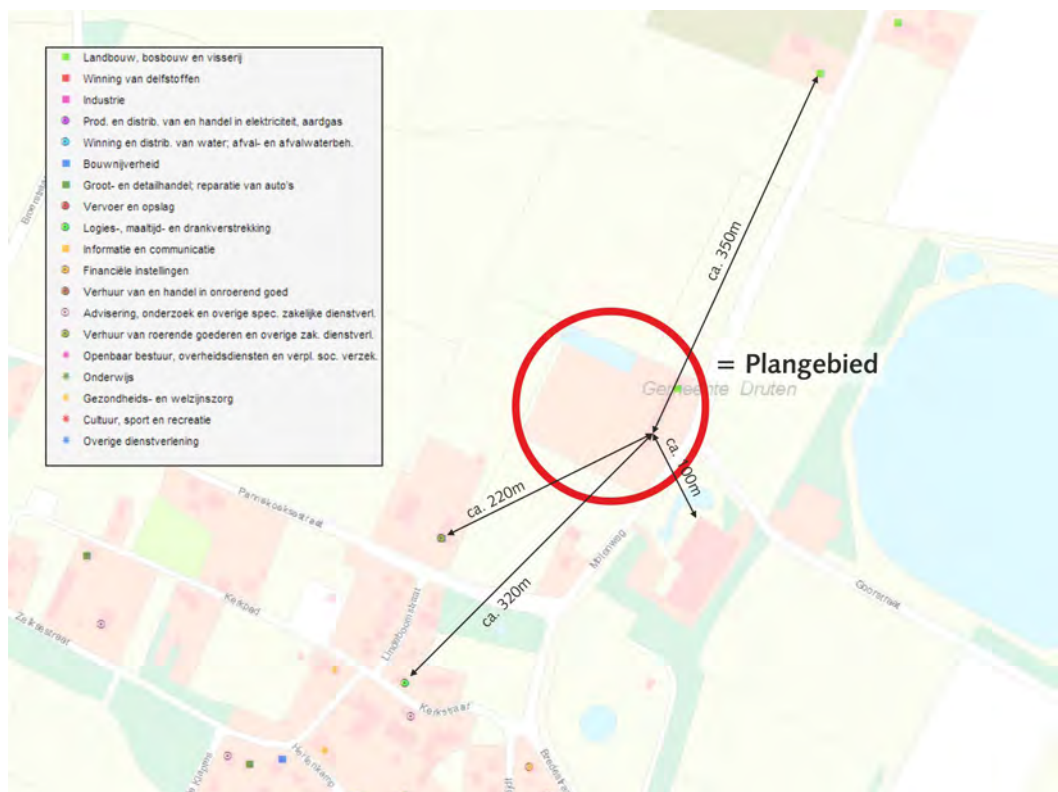 Landbouw, bosbouw en visserij
Winning van delfstoffen
Industrie
Prod. en distrib. van en handel in elektriciteit, aardgas
Winning en distrib. van water; afval- en afvalwaterbeh.
Bouwnijverheid
Groot- en detailhandel; reparatie van auto's
Vervoer en opslag
Logies-, maaltijd- en drankverstrekking
Informatie en communicatie
Financiële instellingen
Verhuur van en handel in onroerend goed
Advisering, onderzoek en overige spec. zakelijke dienstverl.
Verhuur van roerende goederen en overige zak. dienstverl.
Openbaar bestuur, overheidsdiensten en verpl. soc. verzek.
Onderwijs
Gezondheids- en welzijnszorg
Cultuur, sport en recreatie
Overige dienstverlening
ca. 350m
= Plangebied
Gemeente Druten
ca. 100m
ca. 220m
ca. 320m
Pannekoekstraat
Molenweg
Goorstraat
Kerkpad
Lindeboomstraat
Kerkstraat